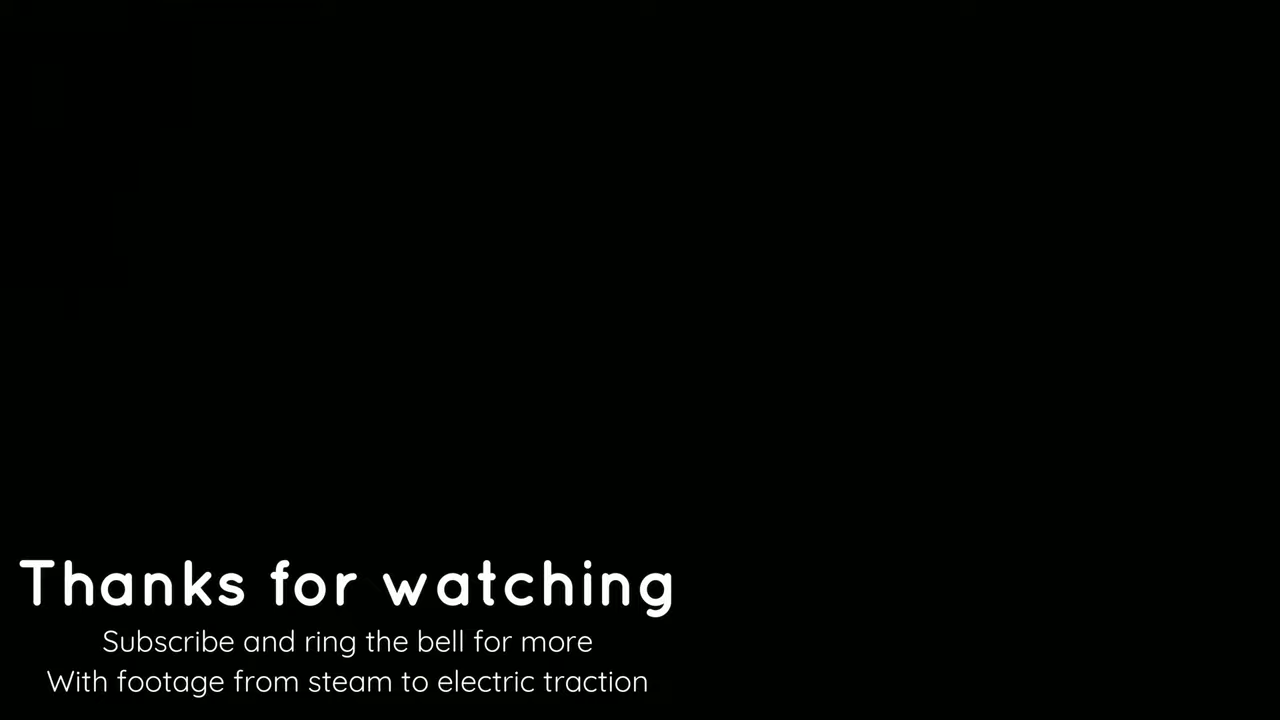 Thanks for watching
Subscribe and ring the bell for more
With footage from steam to electric traction